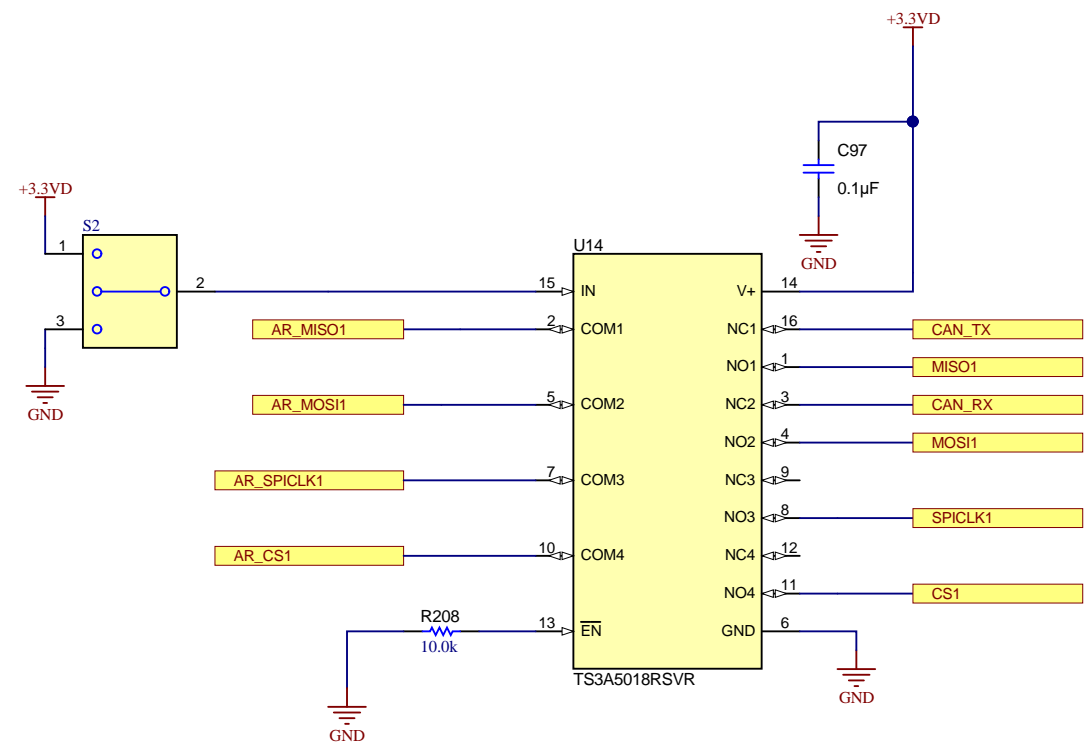 +3.3VD
C97
0.1µF
GND
+3.3VD
S2
1
2
3
GND
U14
15 IN
V+ 14
AR_MISO1
2 COM1
NC1 16
CAN_TX
NO1 1
MISO1
AR_MOSI1
5 COM2
NC2 3
CAN_RX
NO2 4
MOSI1
AR_SPICLK1
7 COM3
NC3 9
NO3 8
SPICLK1
AR_CS1
10 COM4
NC4 12
NO4 11
CS1
R208
10.0k
13 EN
GND 6
TS3A5018RSVR
GND
GND